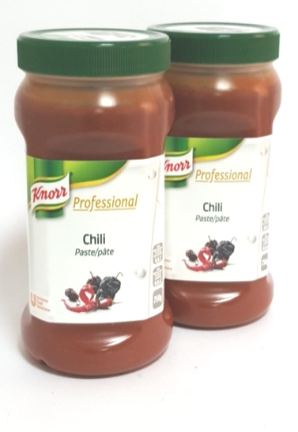 Knorr
Professional
Chili
Paste/pâte
Knorr
Professional
Chili
Paste/pâte